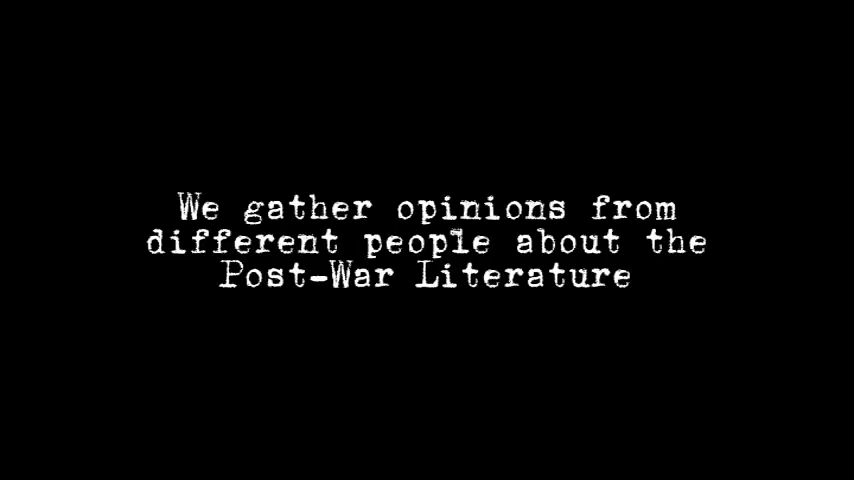 We gather opinions from
different people about the
Post-War Literature